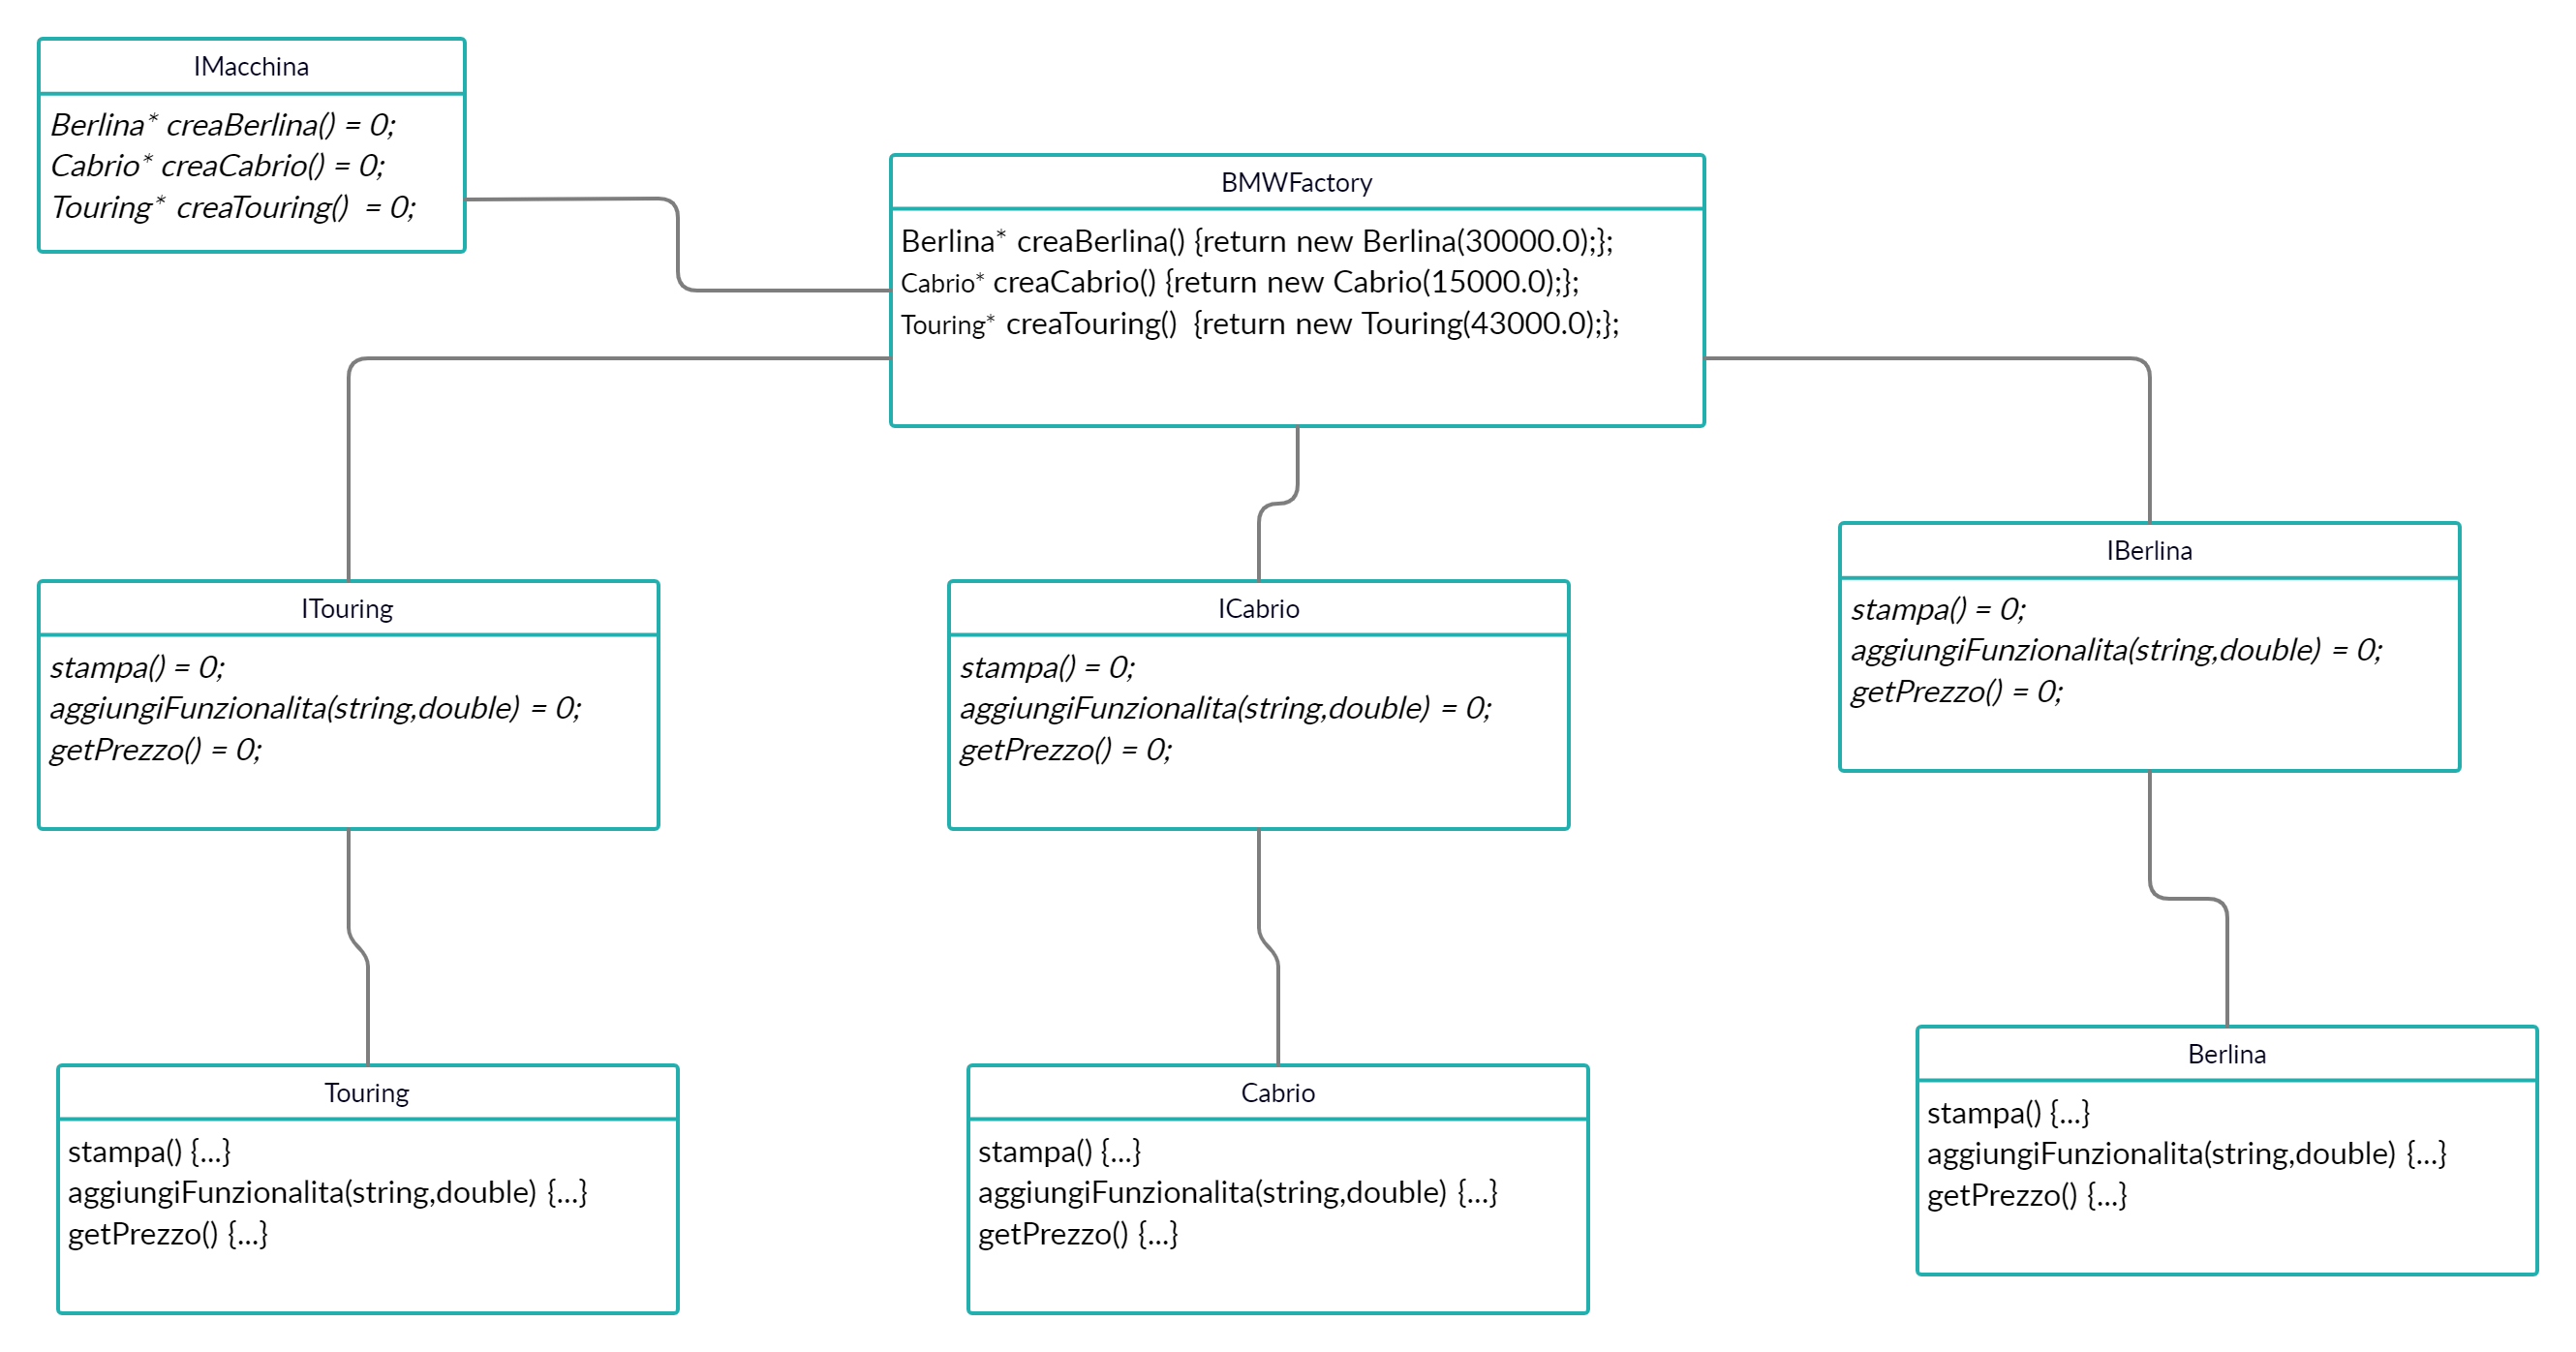 IMacchina
Berlina* creaBerlina() = 0;
Cabrio* creaCabrio() = 0;
Touring* creaTouring()  = 0;
BMWFactory
Berlina* creaBerlina() {return new Berlina(30000.0);};
Cabrio* creaCabrio() {return new Cabrio(15000.0);};
Touring* creaTouring()  {return new Touring(43000.0);};
ITouring
stampa() = 0;
aggiungiFunzionalita(string,double) = 0;
getPrezzo() = 0;
ICabrio
stampa() = 0;
aggiungiFunzionalita(string,double) = 0;
getPrezzo() = 0;
IBerlina
stampa() = 0;
aggiungiFunzionalita(string,double) = 0;
getPrezzo() = 0;
Touring
stampa() {...}
aggiungiFunzionalita(string,double) {...}
getPrezzo() {...}
Cabrio
stampa() {...}
aggiungiFunzionalita(string,double) {...}
getPrezzo() {...}
Berlina
stampa() {...}
aggiungiFunzionalita(string,double) {...}
getPrezzo() {...}